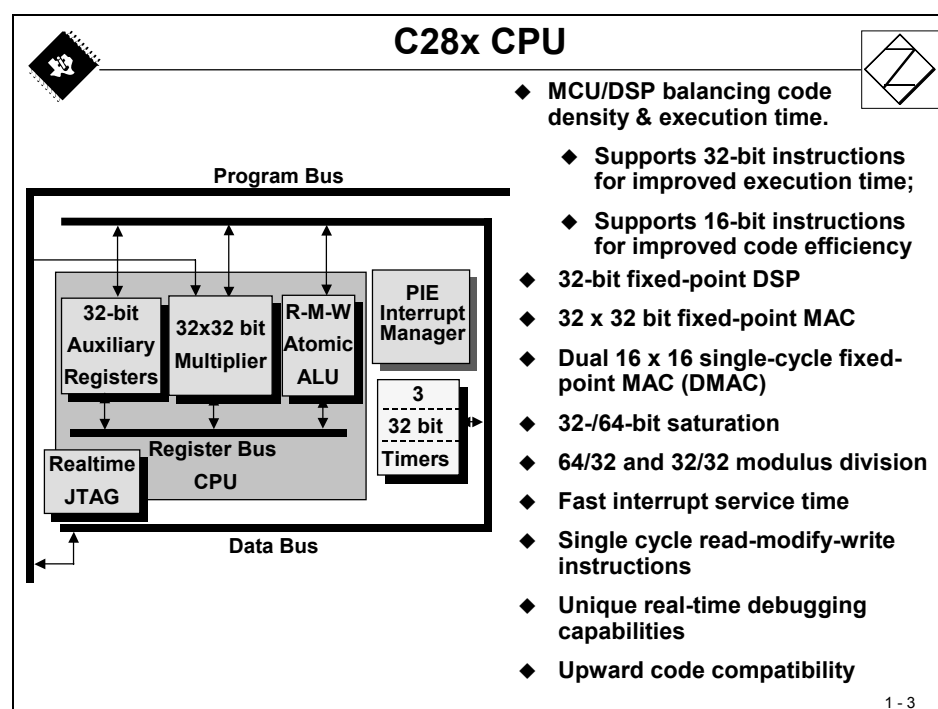 C28x CPU
Program Bus
32-bit
Auxiliary
Registers
32x32 bit
Multiplier
R-M-W
Atomic
ALU
PIE
Interrupt
Manager
3
32 bit
Timers
Register Bus
CPU
Realtime
JTAG
Data Bus
◆ MCU/DSP balancing code
density & execution time.
◆ Supports 32-bit instructions
for improved execution time;
◆ Supports 16-bit instructions
for improved code efficiency
◆ 32-bit fixed-point DSP
◆ 32 x 32 bit fixed-point MAC
◆ Dual 16 x 16 single-cycle fixed-
point MAC (DMAC)
◆ 32-/64-bit saturation
◆ 64/32 and 32/32 modulus division
◆ Fast interrupt service time
◆ Single cycle read-modify-write
instructions
◆ Unique real-time debugging
capabilities
◆ Upward code compatibility
1 - 3